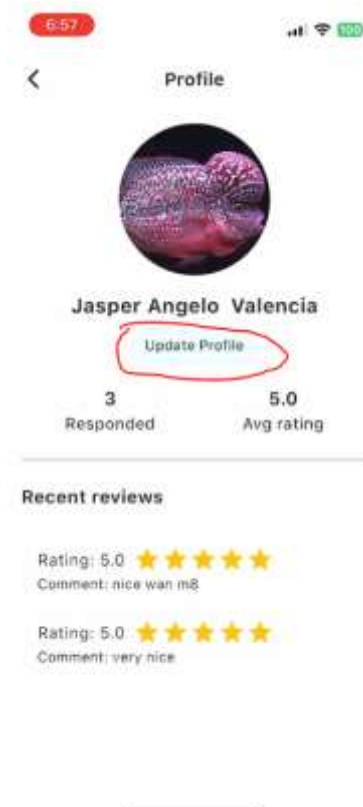 6:57
100
Profile
Jasper Angelo Valencia
Update Profile
3 5.0
Responded Avg rating
Recent reviews
Rating: 5.0
Comment: nice wan m8
Rating: 5.0
Comment: very nice